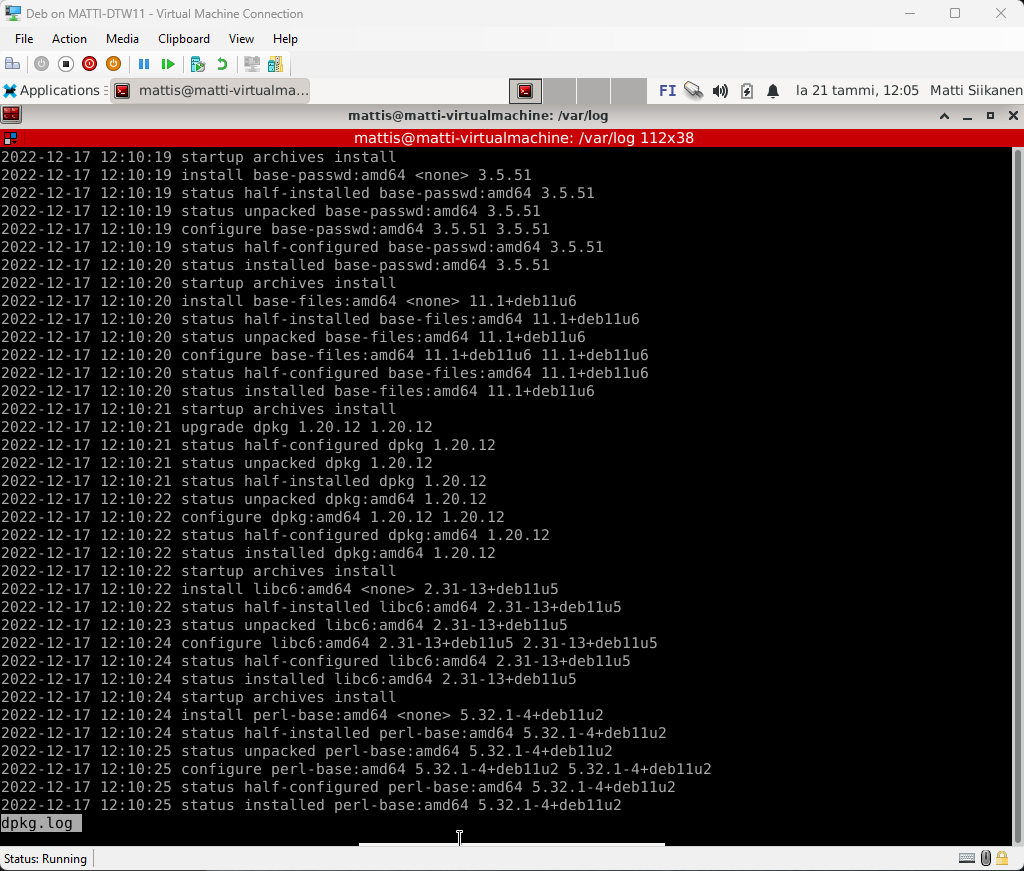 Deb on MATTI-DTW11 - Virtual Machine Connection
File Action Media Clipboard View Help
Applications mattis@matti-virtualma... FI la 21 tammi, 12:05 Matti Siikanen
mattis@matti-virtualmachine: /var/log
mattis@matti-virtualmachine: /var/log 112x38
2022-12-17 12:10:19 startup archives install
2022-12-17 12:10:19 install base-passwd:amd64 <none> 3.5.51
2022-12-17 12:10:19 status half-installed base-passwd:amd64 3.5.51
2022-12-17 12:10:19 status unpacked base-passwd:amd64 3.5.51
2022-12-17 12:10:19 configure base-passwd:amd64 3.5.51 3.5.51
2022-12-17 12:10:19 status half-configured base-passwd:amd64 3.5.51
2022-12-17 12:10:20 status installed base-passwd:amd64 3.5.51
2022-12-17 12:10:20 startup archives install
2022-12-17 12:10:20 install base-files:amd64 <none> 11.1+deb11u6
2022-12-17 12:10:20 status half-installed base-files:amd64 11.1+deb11u6
2022-12-17 12:10:20 status unpacked base-files:amd64 11.1+deb11u6
2022-12-17 12:10:20 configure base-files:amd64 11.1+deb11u6 11.1+deb11u6
2022-12-17 12:10:20 status half-configured base-files:amd64 11.1+deb11u6
2022-12-17 12:10:20 status installed base-files:amd64 11.1+deb11u6
2022-12-17 12:10:21 startup archives install
2022-12-17 12:10:21 upgrade dpkg 1.20.12 1.20.12
2022-12-17 12:10:21 status half-configured dpkg 1.20.12
2022-12-17 12:10:21 status unpacked dpkg 1.20.12
2022-12-17 12:10:21 status half-installed dpkg 1.20.12
2022-12-17 12:10:22 status unpacked dpkg:amd64 1.20.12
2022-12-17 12:10:22 configure dpkg:amd64 1.20.12 1.20.12
2022-12-17 12:10:22 status half-configured dpkg:amd64 1.20.12
2022-12-17 12:10:22 status installed dpkg:amd64 1.20.12
2022-12-17 12:10:22 startup archives install
2022-12-17 12:10:22 install libc6:amd64 <none> 2.31-13+deb11u5
2022-12-17 12:10:22 status half-installed libc6:amd64 2.31-13+deb11u5
2022-12-17 12:10:23 status unpacked libc6:amd64 2.31-13+deb11u5
2022-12-17 12:10:24 configure libc6:amd64 2.31-13+deb11u5 2.31-13+deb11u5
2022-12-17 12:10:24 status half-configured libc6:amd64 2.31-13+deb11u5
2022-12-17 12:10:24 status installed libc6:amd64 2.31-13+deb11u5
2022-12-17 12:10:24 startup archives install
2022-12-17 12:10:24 install perl-base:amd64 <none> 5.32.1-4+deb11u2
2022-12-17 12:10:24 status half-installed perl-base:amd64 5.32.1-4+deb11u2
2022-12-17 12:10:25 status unpacked perl-base:amd64 5.32.1-4+deb11u2
2022-12-17 12:10:25 configure perl-base:amd64 5.32.1-4+deb11u2 5.32.1-4+deb11u2
2022-12-17 12:10:25 status half-configured perl-base:amd64 5.32.1-4+deb11u2
2022-12-17 12:10:25 status installed perl-base:amd64 5.32.1-4+deb11u2
dpkg.log
Status: Running